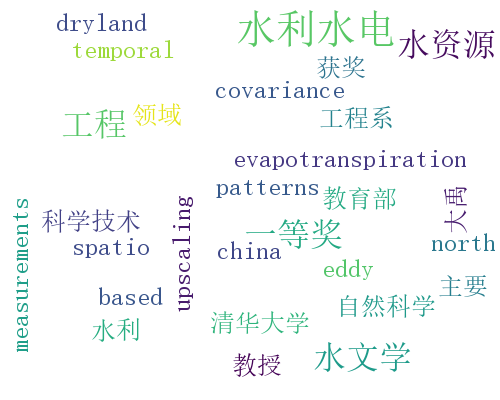 dryland
水利水电
水资源
temporal
获奖
covariance
工程
领域
工程系
evapotranspiration
patterns
教育部
大禹
measurements
科学技术
upscaling
一等奖
spatio
china
north
eddy
主要
based
自然科学
水利
清华大学
教授
水文学